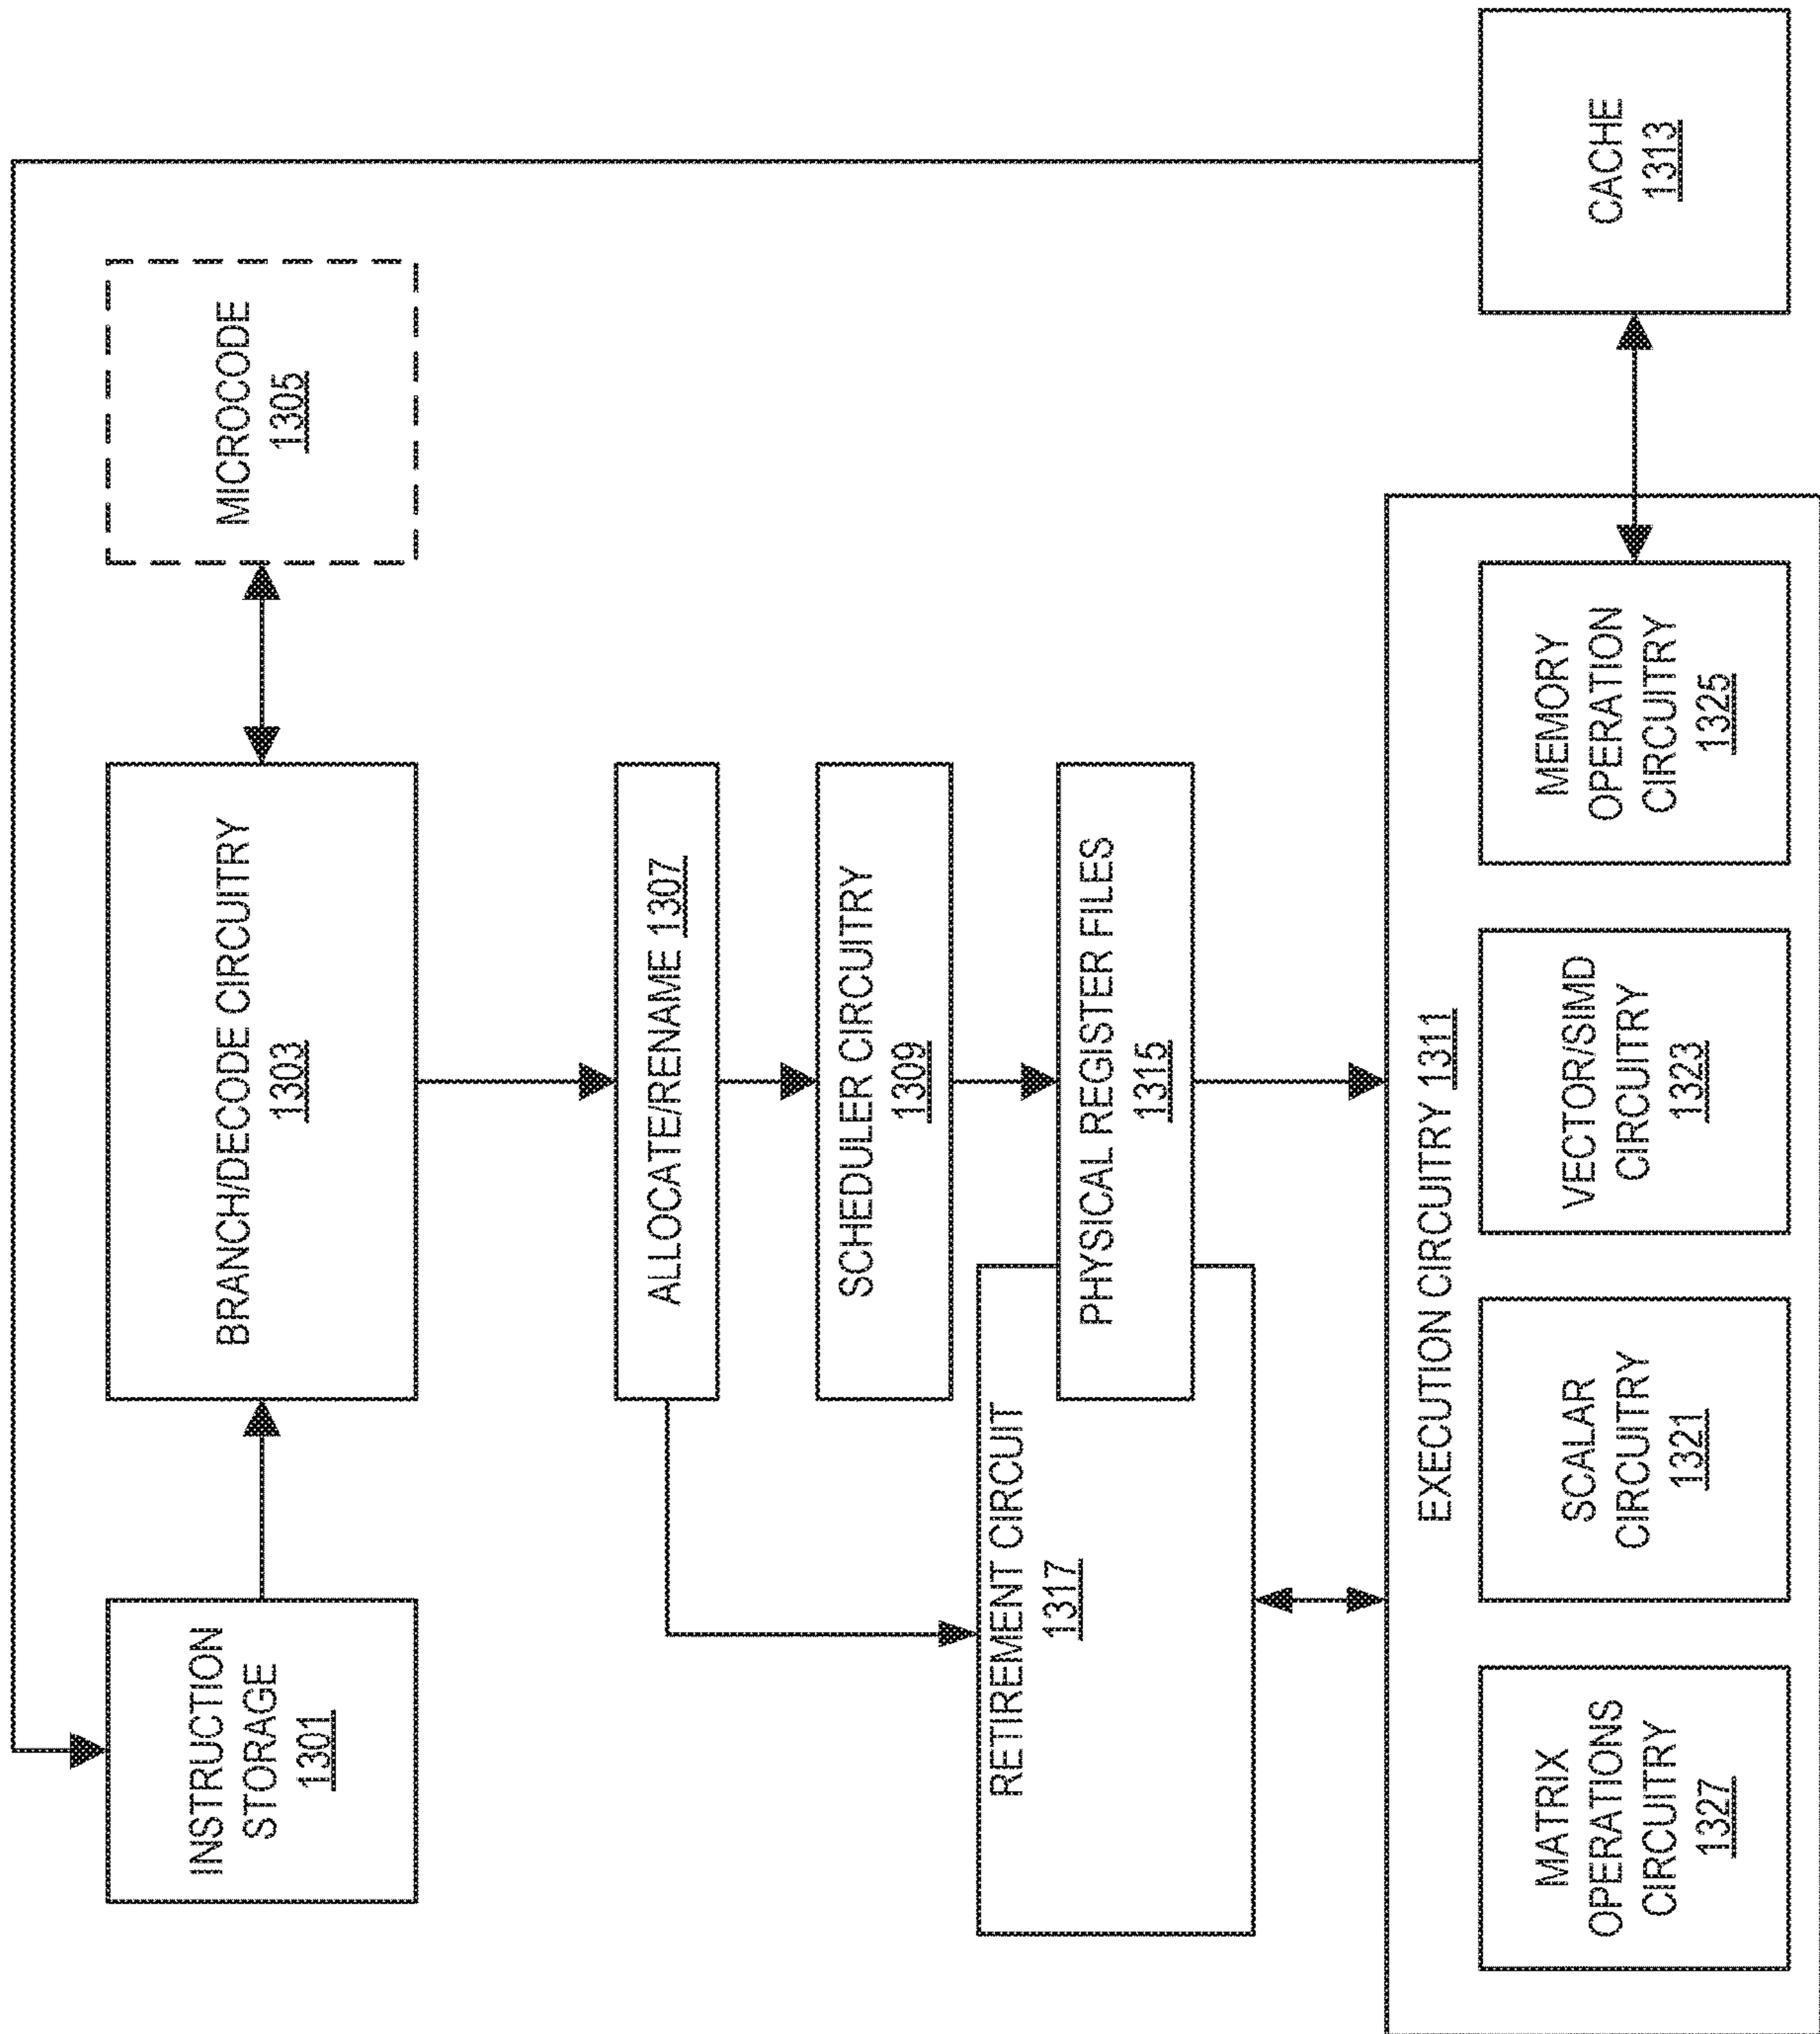 INSTRUCTION
STORAGE
1301
BRANCH/DECODE CIRCUITRY
1303
MICROCODE
1305
ALLOCATE/RENAME 1307
SCHEDULER CIRCUITRY
1309
RETIREMENT CIRCUIT
1317
PHYSICAL REGISTER FILES
1315
EXECUTION CIRCUITRY 1311
MATRIX
OPERATIONS
CIRCUITRY
1327
SCALAR
CIRCUITRY
1321
VECTOR/SIMD
CIRCUITRY
1323
MEMORY
OPERATION
CIRCUITRY
1325
CACHE
1313